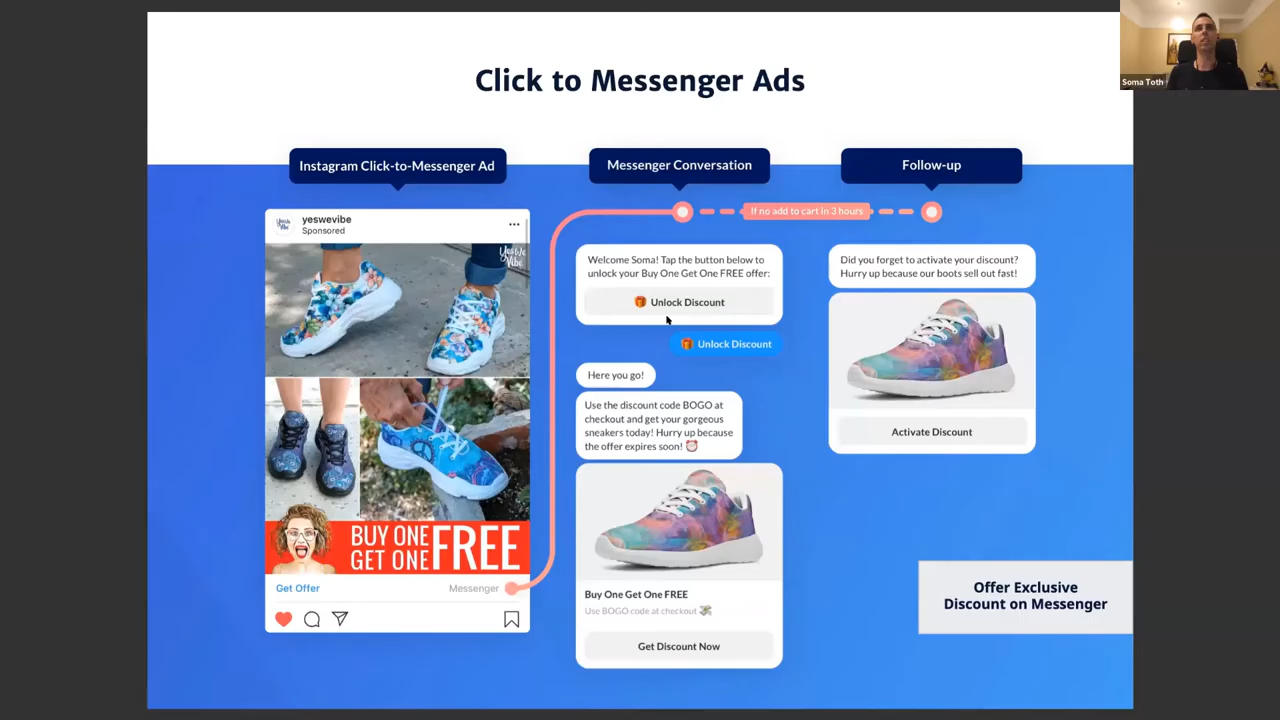 Click to Messenger Ads
Soma Toth
Instagram Click-to-Messenger Ad
Messenger Conversation
Follow-up
If no add to cart in 3 hours
yeswevibe
Sponsored
YesWe
Vibe
BUY ONE
GET ONE
FREE
Get Offer
Messenger
Welcome Soma! Tap the button below to
unlock your Buy One Get One FREE offer:
🎁 Unlock Discount
🎁 Unlock Discount
Here you go!
Use the discount code BOGO at
checkout and get your gorgeous
sneakers today! Hurry up because
the offer expires soon! ⏰
Buy One Get One FREE
Use BOGO code at checkout 💸
Get Discount Now
Did you forget to activate your discount?
Hurry up because our boots sell out fast!
Activate Discount
Offer Exclusive
Discount on Messenger